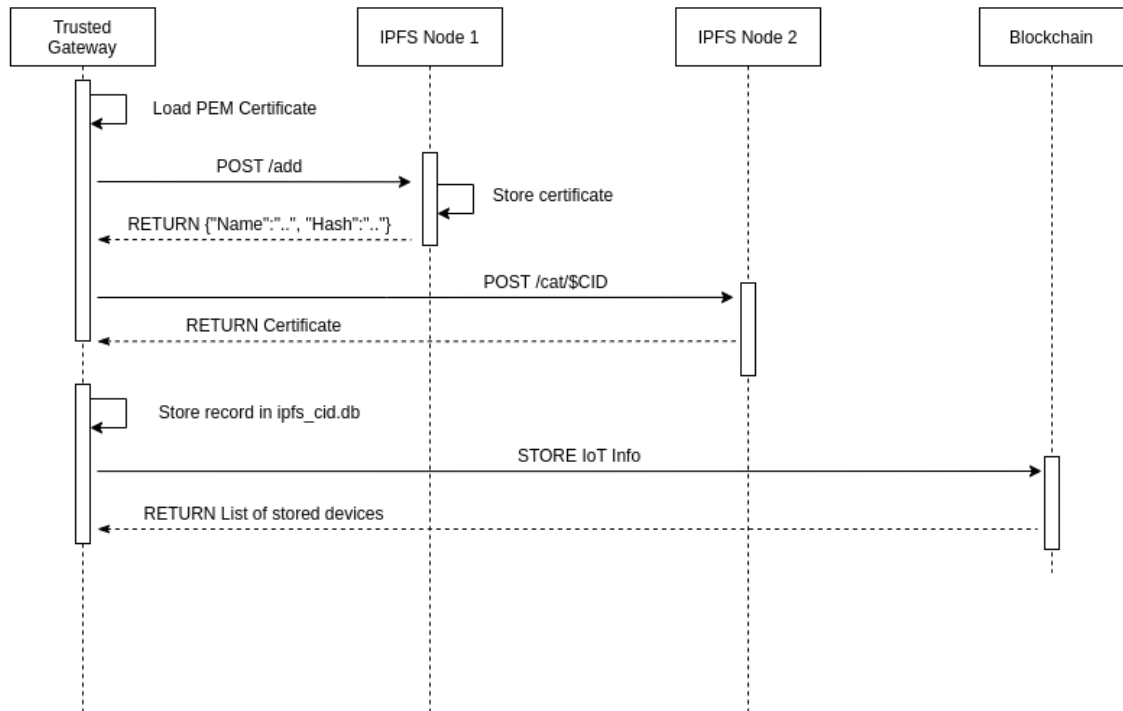 Trusted
Gateway
IPFS Node 1
IPFS Node 2
Blockchain
Load PEM Certificate
POST /add
Store certificate
RETURN {"Name":"..", "Hash":".."}
POST /cat/$CID
RETURN Certificate
Store record in ipfs_cid.db
STORE IoT Info
RETURN List of stored devices